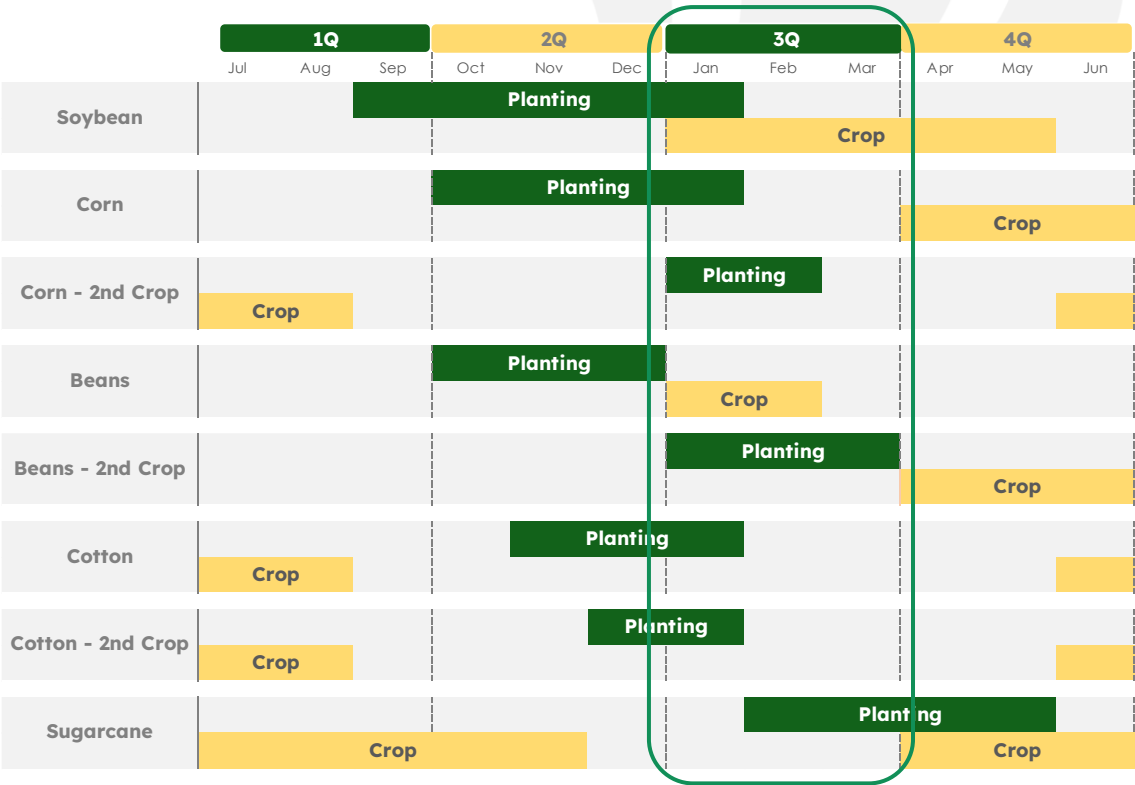 1Q 2Q 3Q 4Q
Jul Aug Sep Oct Nov Dec Jan Feb Mar Apr May Jun
Soybean Planting
Crop
Corn Planting
Crop
Corn - 2nd Crop Planting
Crop
Beans Planting
Crop
Beans - 2nd Crop Planting
Crop
Cotton Planting
Crop
Cotton - 2nd Crop Planting
Crop
Sugarcane Planting
Crop Crop